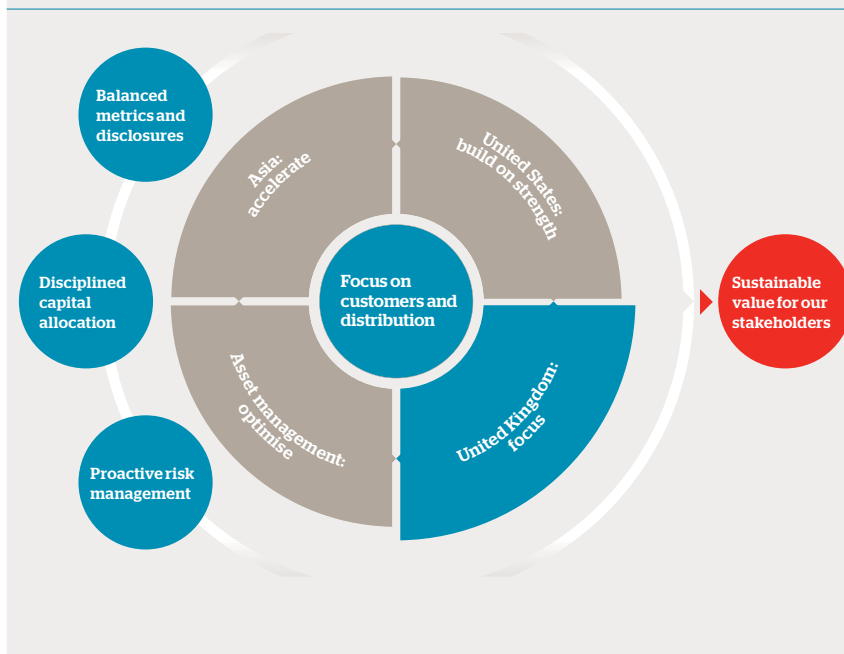 Balanced
metrics and
disclosures
Disciplined
capital
allocation
Proactive risk
management
Asia:
accelerate
United States:
build on strength
Focus on
customers and
distribution
Asset management:
optimise
United Kingdom:
focus
Sustainable
value for our
stakeholders